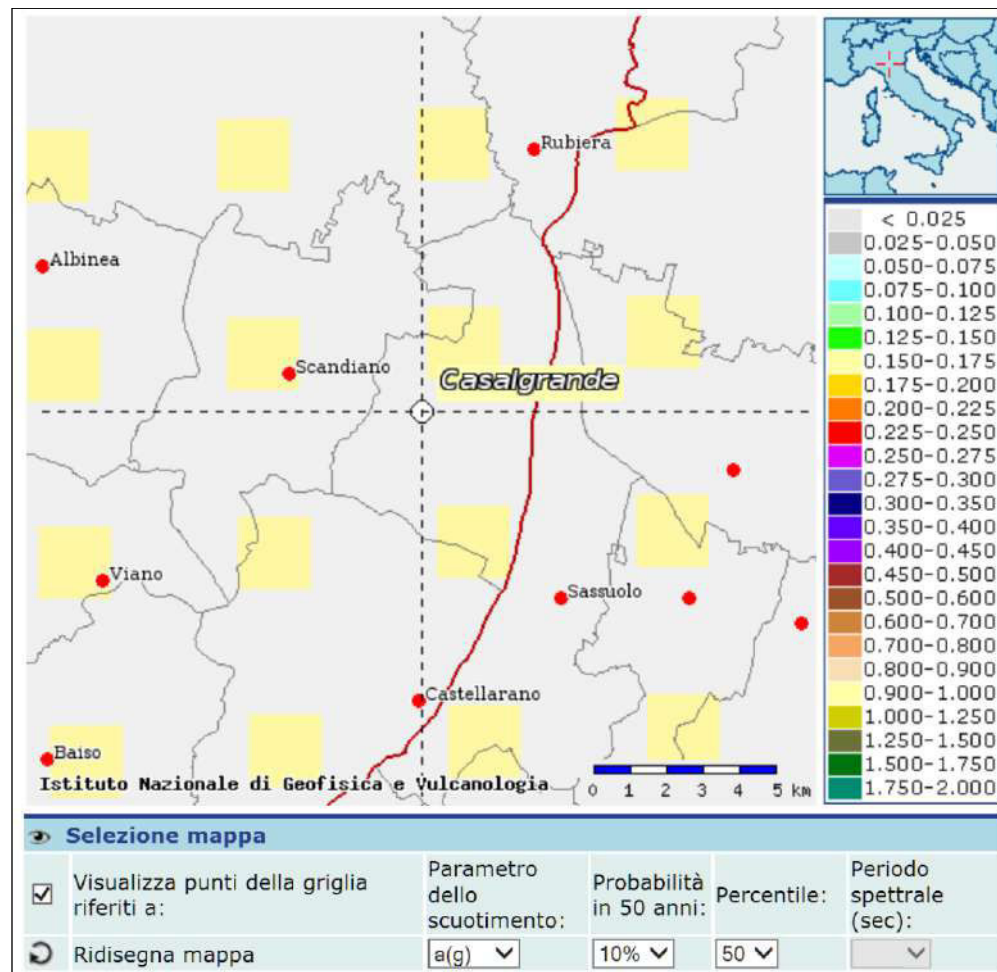 Rubiera
Albinea
Scandiano
Casalgrande
Viano
Sassuolo
Castellarano
Baiso
Istituto Nazionale di Geofisica e Vulcanologia
0 1 2 3 4 5 km
< 0.025
0.025-0.050
0.050-0.075
0.075-0.100
0.100-0.125
0.125-0.150
0.150-0.175
0.175-0.200
0.200-0.225
0.225-0.250
0.250-0.275
0.275-0.300
0.300-0.350
0.350-0.400
0.400-0.450
0.450-0.500
0.500-0.600
0.600-0.700
0.700-0.800
0.800-0.900
0.900-1.000
1.000-1.250
1.250-1.500
1.500-1.750
1.750-2.000
Selezione mappa
Visualizza punti della griglia
riferiti a:
Parametro
dello
scuotimento:
Probabilità
in 50 anni:
Percentile:
Periodo
spettrale
(sec):
Ridisegna mappa
a(g)
10%
50